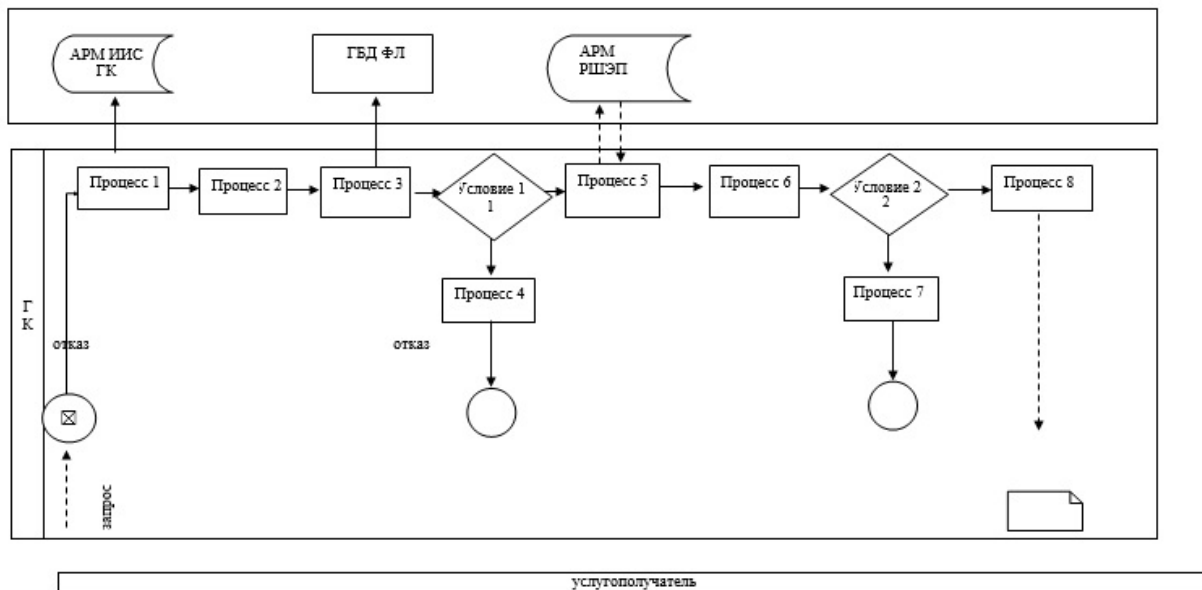 АРМ ИИС
ГК
ГБД ФЛ
АРМ
РШЭП
Процесс 1
Процесс 2
Процесс 3
Условие 1
1
Процесс 5
Процесс 6
Условие 2
2
Процесс 8
Процесс 4
Процесс 7
Г
К
отказ
отказ
запрос
услугополучатель